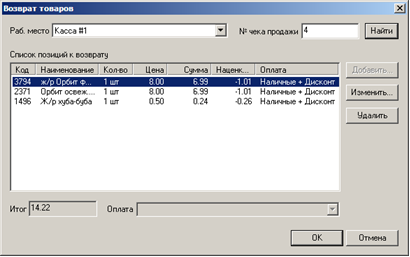 Возврат товаров
Раб. место Касса #1 № чека продажи 4 Найти
Список позиций к возврату
Код Наименование Кол-во Цена Сумма Наценк... Оплата
3794 ж/р Орбит ф... 1 шт 8.00 6.99 -1.01 Наличные + Дисконт
2371 Орбит освеж.... 1 шт 8.00 6.99 -1.01 Наличные + Дисконт
1496 Ж/р хуба-буба 1 шт 0.50 0.24 -0.26 Наличные + Дисконт
Добавить...
Изменить...
Удалить
Итог 14.22 Оплата
OK Отмена